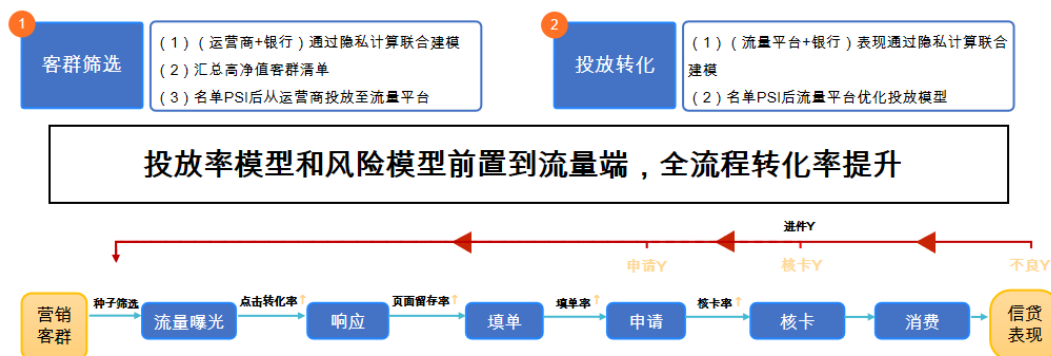 1
客群筛选
（1）（运营商+银行）通过隐私计算联合建模
（2）汇总高净值客群清单
（3）名单PSI后从运营商投放至流量平台
2
投放转化
（1）（流量平台+银行）表现通过隐私计算联合
建模
（2）名单PSI后流量平台优化投放模型
投放率模型和风险模型前置到流量端，全流程转化率提升
进件Y
申请Y
核卡Y
不良Y
营销
客群
种子筛选
流量曝光
点击转化率↑
响应
页面留存率↑
填单
填单率↑
申请
核卡率↑
核卡
消费
信贷
表现